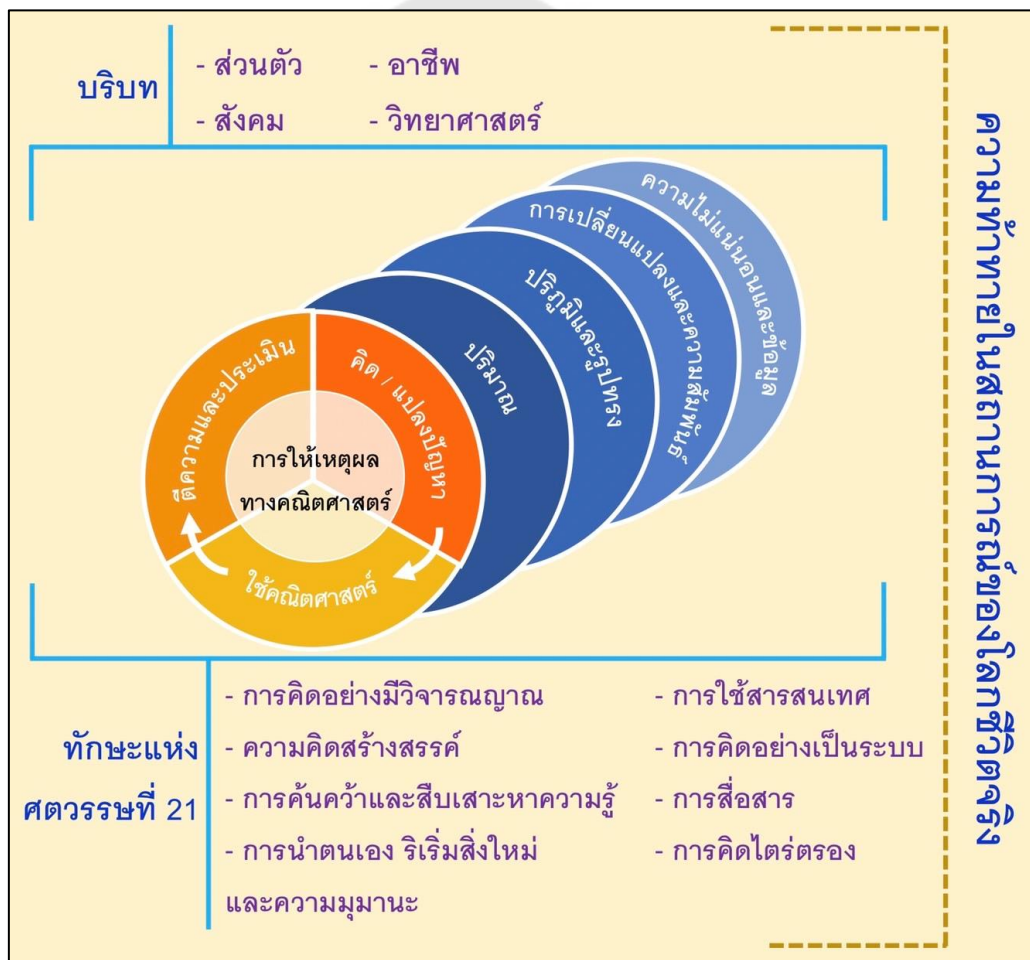 บริบท
- ส่วนตัว
- อาชีพ
- สังคม
- วิทยาศาสตร์
ความไม่แน่นอนและข้อมูล
การเปลี่ยนแปลงและความสัมพันธ์
ปริภูมิและรูปทรง
ปริมาณ
คิด / แปลงปัญหา
ตีความและประเมิน
การให้เหตุผล
ทางคณิตศาสตร์
ใช้คณิตศาสตร์
ทักษะแห่ง
ศตวรรษที่ 21
- การคิดอย่างมีวิจารณญาณ
- ความคิดสร้างสรรค์
- การค้นคว้าและสืบเสาะหาความรู้
- การนำตนเอง ริเริ่มสิ่งใหม่
และความมุมานะ
- การใช้สารสนเทศ
- การคิดอย่างเป็นระบบ
- การสื่อสาร
- การคิดไตร่ตรอง
ความท้าทายในสถานการณ์ของโลกชีวิตจริง